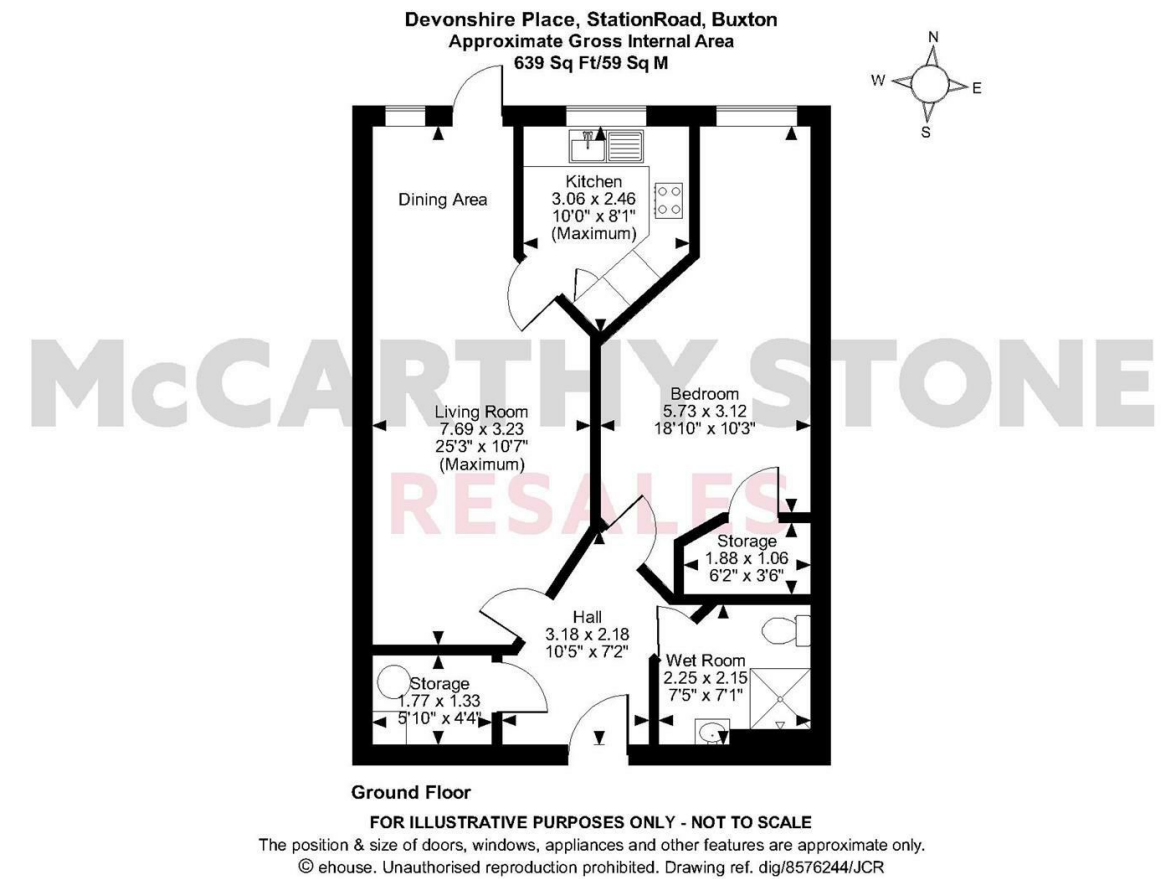 Devonshire Place, StationRoad, Buxton
Approximate Gross Internal Area
639 Sq Ft/59 Sq M
N
W
E
S
Dining Area
Kitchen
3.06 x 2.46
10'0" x 8'1"
(Maximum)
McCARTHY STONE
RESALES
Living Room
7.69 x 3.23
25'3" x 10'7"
(Maximum)
Bedroom
5.73 x 3.12
18'10" x 10'3"
Storage
1.88 x 1.06
6'2" x 3'6"
Hall
3.18 x 2.18
10'5" x 7'2"
Wet Room
2.25 x 2.15
7'5" x 7'1"
Storage
1.77 x 1.33
5'10" x 4'4"
Ground Floor
FOR ILLUSTRATIVE PURPOSES ONLY - NOT TO SCALE
The position & size of doors, windows, appliances and other features are approximate only.
© ehouse. Unauthorised reproduction prohibited. Drawing ref. dig/8576244/JCR